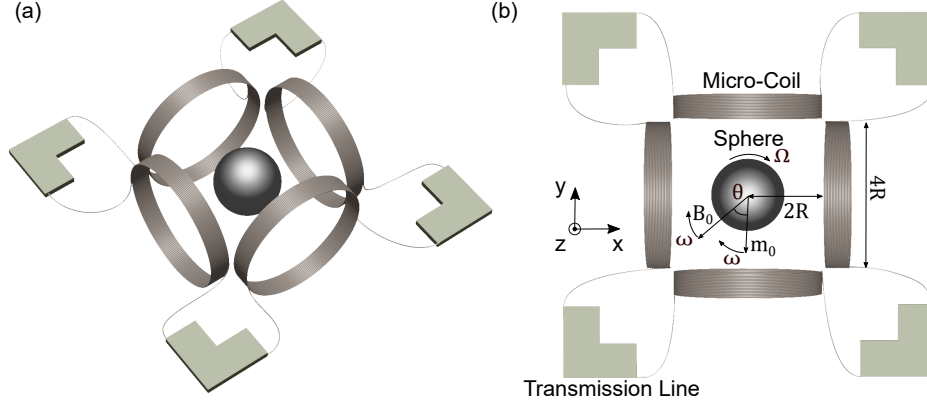 (a)
(b)
Micro-Coil
Sphere
Ω
θ
4R
2R
y
B₀
z
x
ω
ω
m₀
Transmission Line